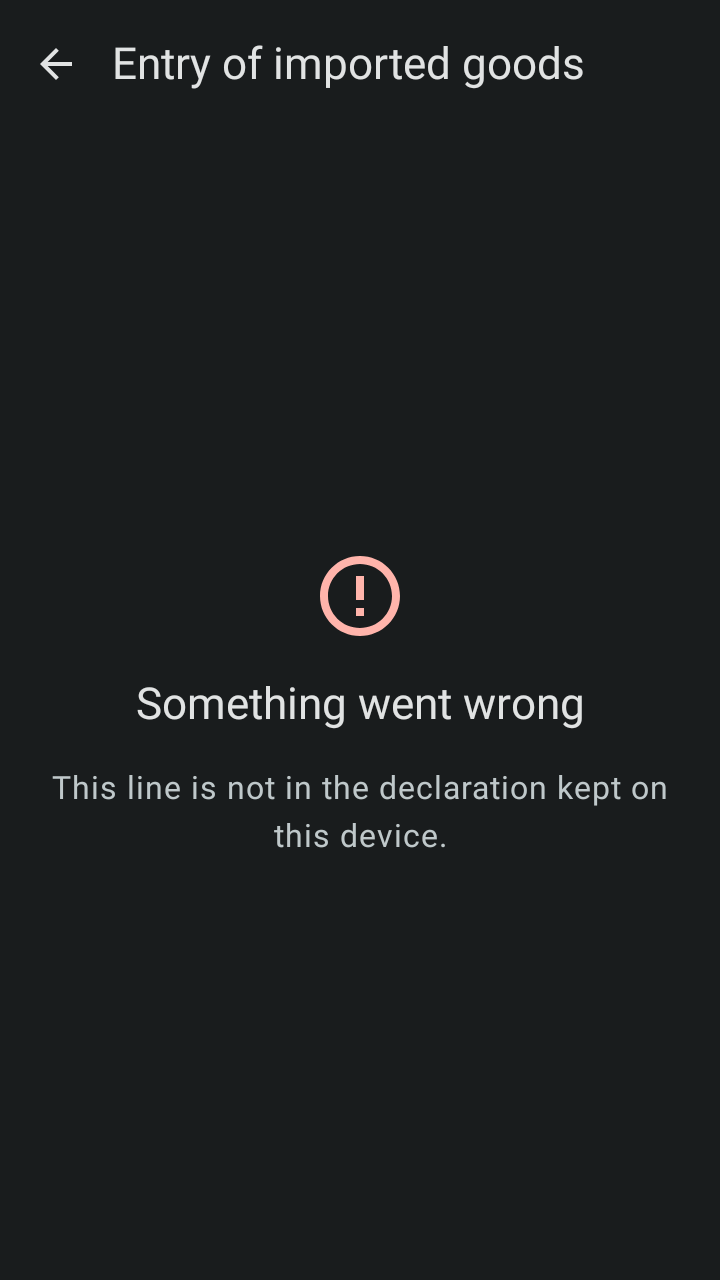 Entry of imported goods
Something went wrong
This line is not in the declaration kept on
this device.